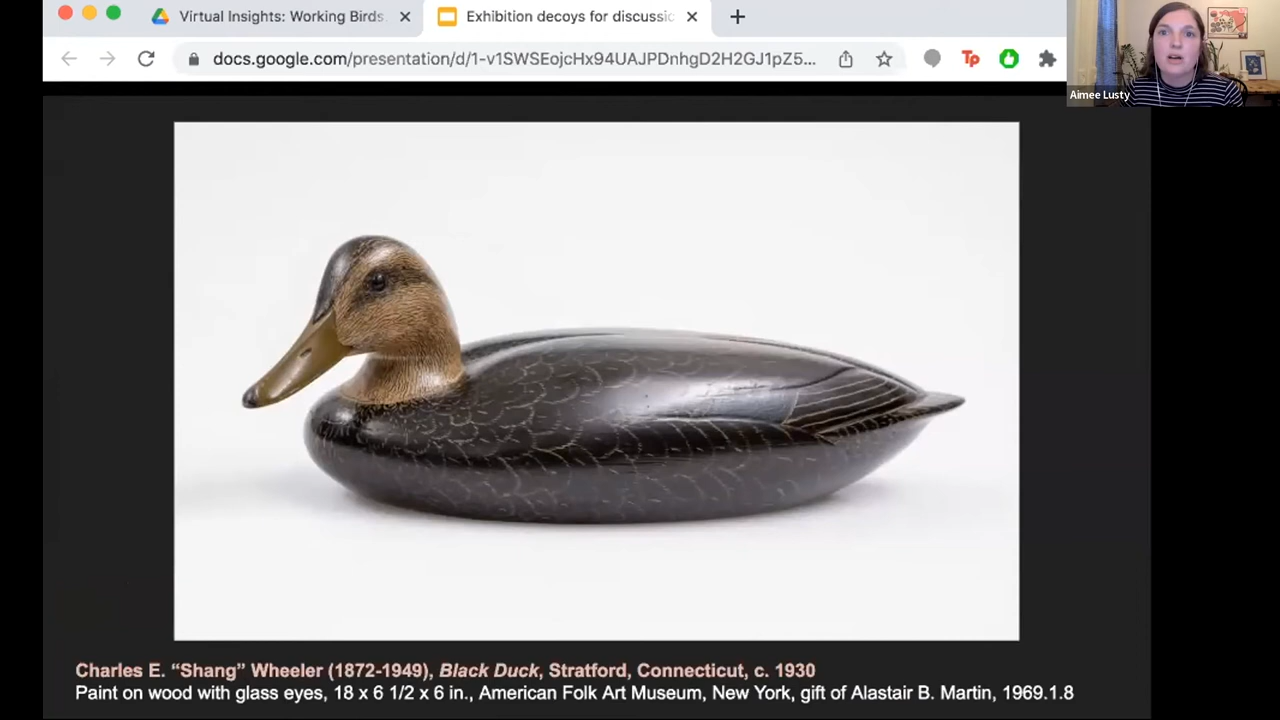 Virtual Insights: Working Birds
Exhibition decoys for discussic
docs.google.com/presentation/d/1-v1SWSEojcHx94UAJPDnhgD2H2GJ1pZ5...
Tp
Aimee Lusty
Charles E. “Shang” Wheeler (1872-1949), Black Duck, Stratford, Connecticut, c. 1930
Paint on wood with glass eyes, 18 x 6 1/2 x 6 in., American Folk Art Museum, New York, gift of Alastair B. Martin, 1969.1.8